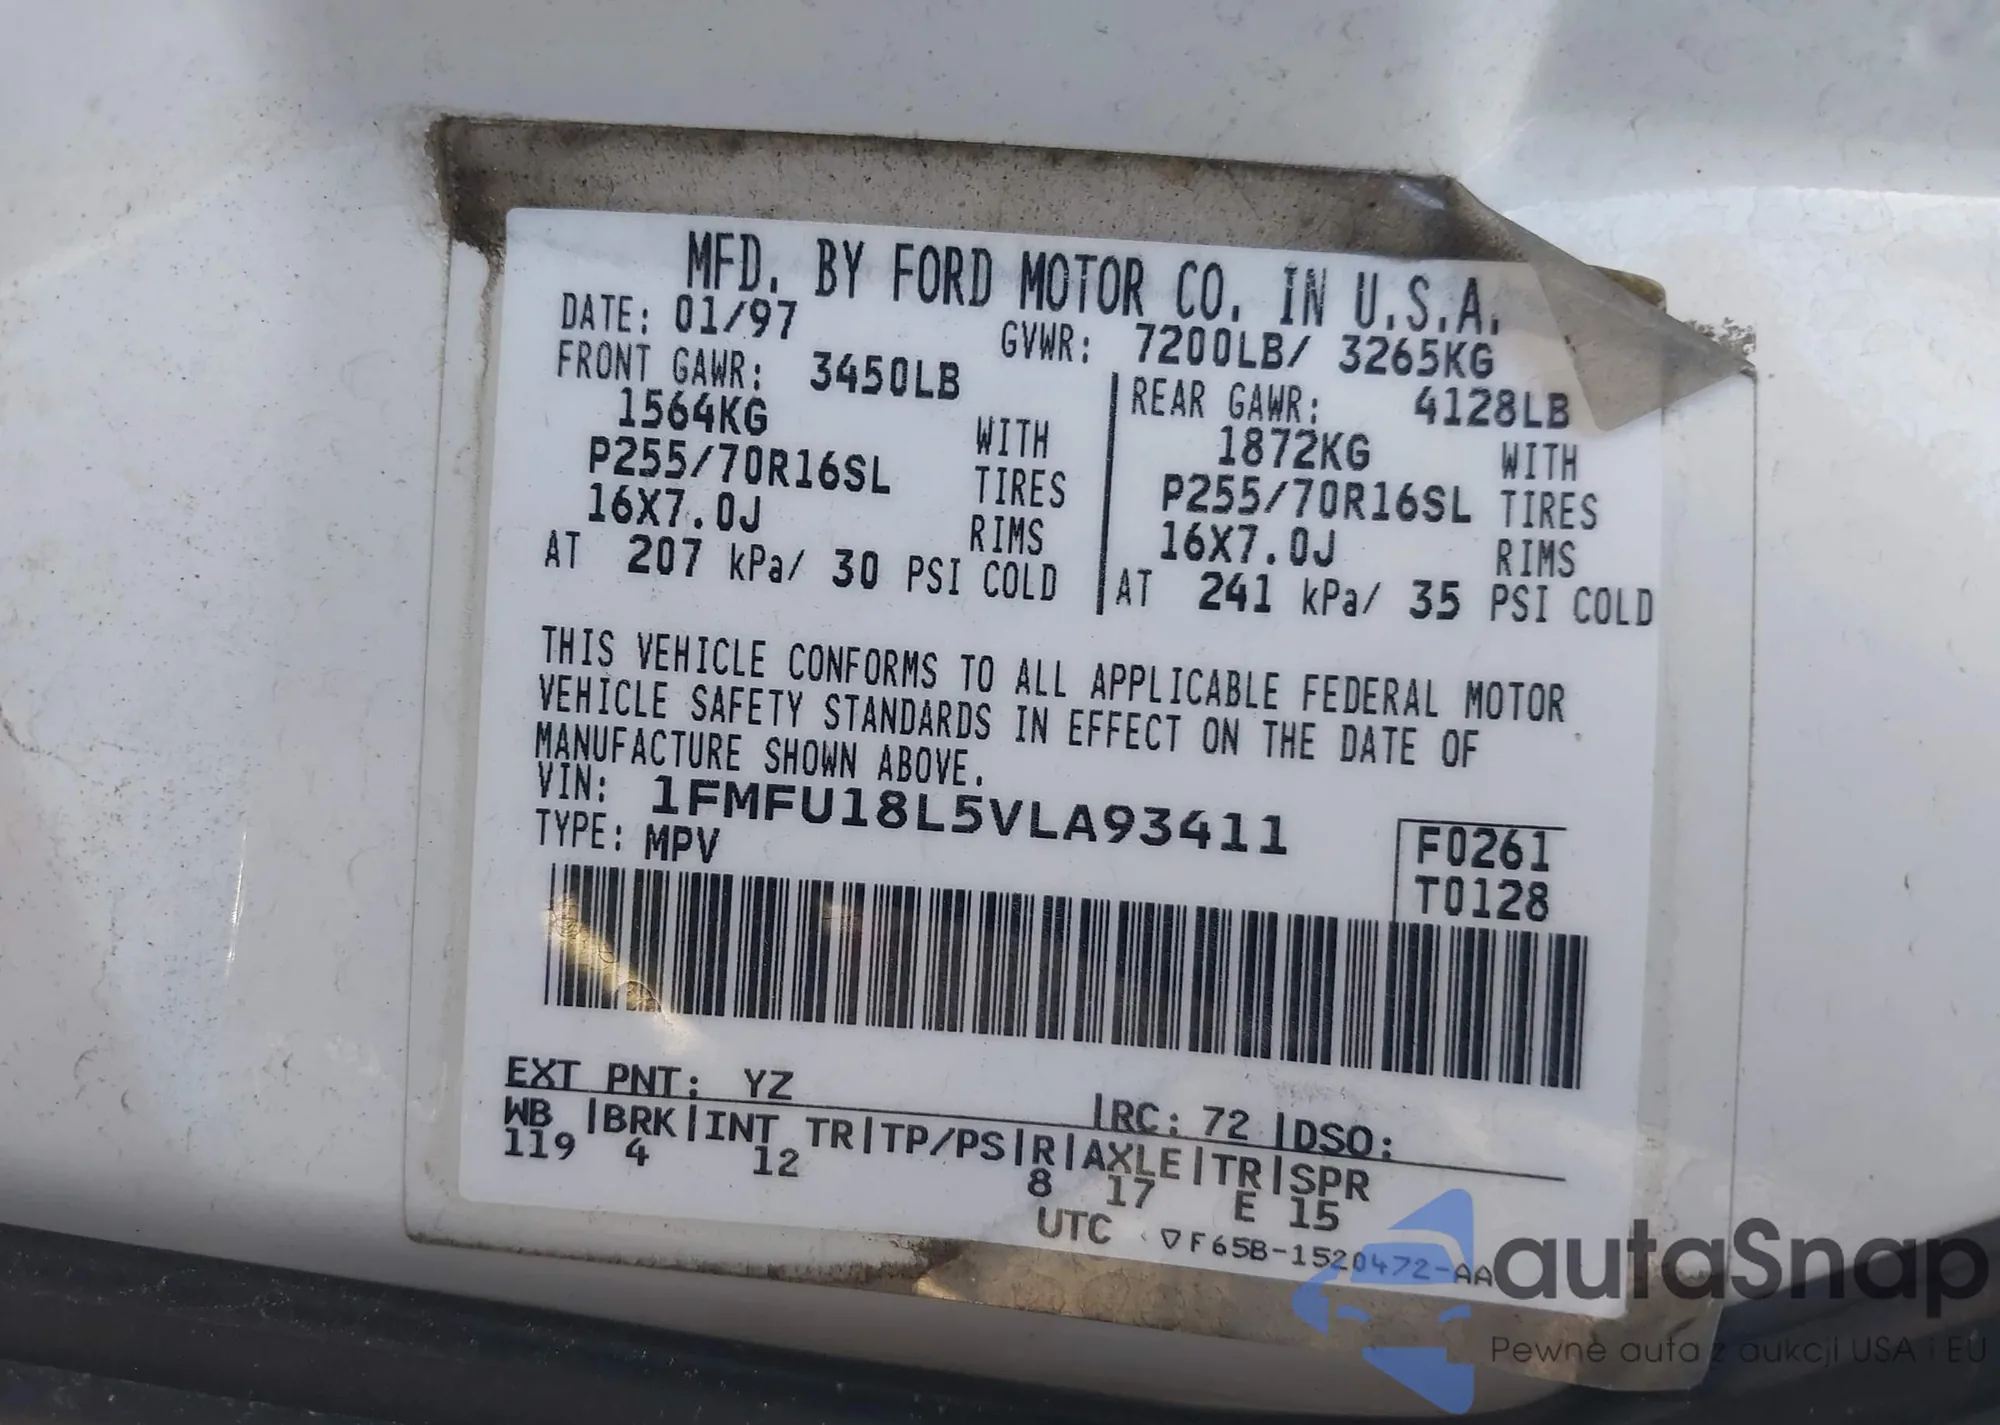 MFD. BY FORD MOTOR CO. IN U.S.A.
DATE: 01/97 GVWR: 7200LB/ 3265KG
FRONT GAWR: 3450LB REAR GAWR: 4128LB
1564KG WITH 1872KG WITH
P255/70R16SL TIRES P255/70R16SL TIRES
16X7.0J RIMS 16X7.0J RIMS
AT 207 kPa/ 30 PSI COLD AT 241 kPa/ 35 PSI COLD
THIS VEHICLE CONFORMS TO ALL APPLICABLE FEDERAL MOTOR
VEHICLE SAFETY STANDARDS IN EFFECT ON THE DATE OF
MANUFACTURE SHOWN ABOVE.
VIN: 1FMFU18L5VLA93411
TYPE: MPV
F0261
T0128
EXT PNT: YZ RC: 72 DSO:
WB |BRK|INT TR|TP/PS|R|AXLE|TR|SPR
119 4 12 8 17 E 15
UTC ▽F65B-1520472-AA
autaSnap
Pewne auta z aukcji USA i EU